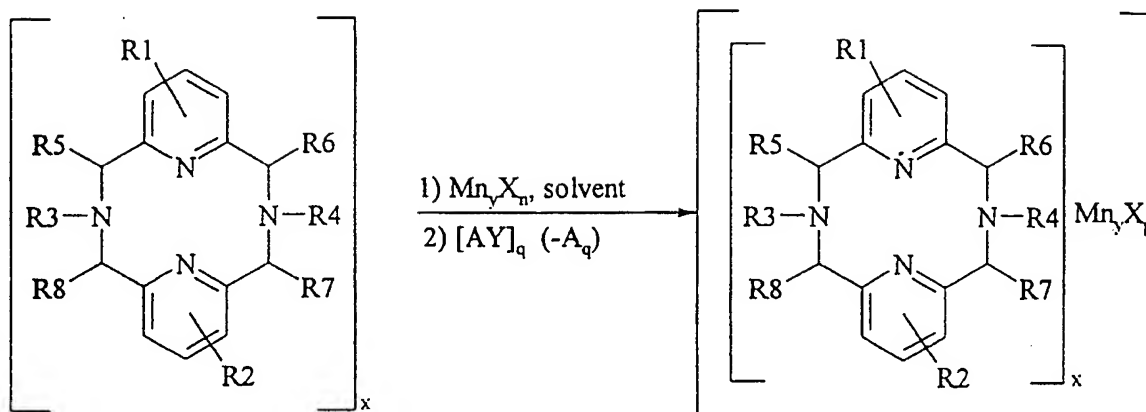 R1
R5
R6
N
R3
N
N
R4
N
R8
R7
R2
x
1) MnyXn, solvent
2) [AY]q (-Aq)
R1
R5
R6
N
R3
N
N
R4
N
R8
R7
R2
x
MnyX